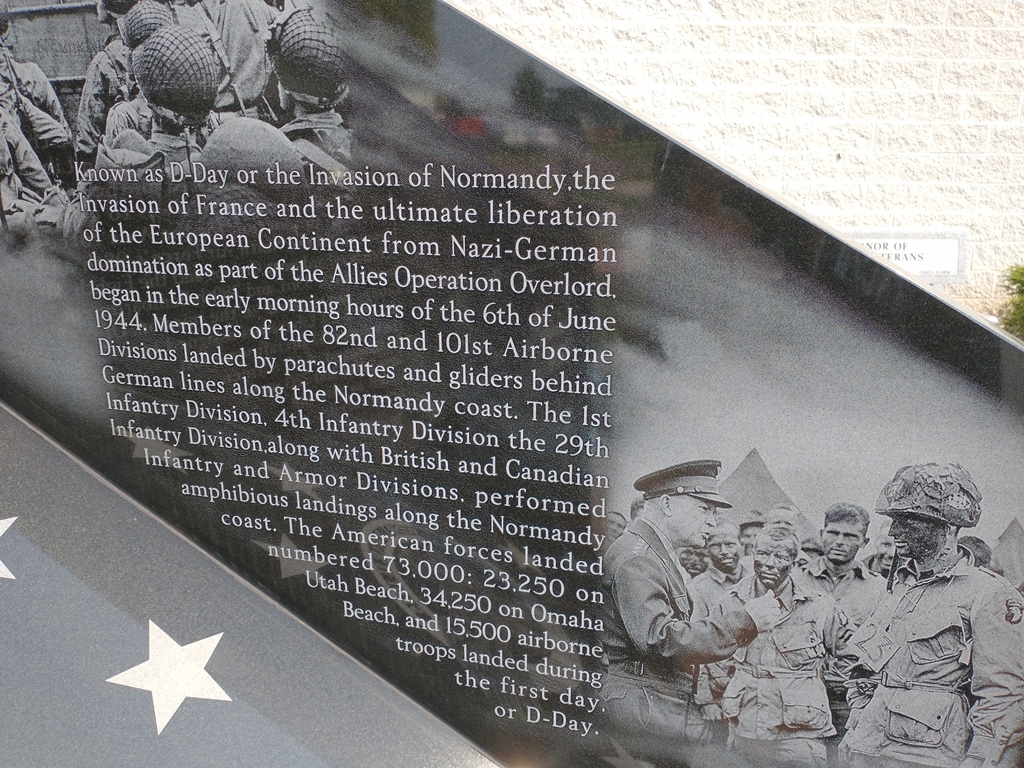 Known as D-Day or the Invasion of Normandy,the
Invasion of France and the ultimate liberation
of the European Continent from Nazi-German
domination as part of the Allies Operation Overlord,
began in the early morning hours of the 6th of June
1944. Members of the 82nd and 101st Airborne
Divisions landed by parachutes and gliders behind
German lines along the Normandy coast. The 1st
Infantry Division, 4th Infantry Division the 29th
Infantry Division,along with British and Canadian
Infantry and Armor Divisions, performed
amphibious landings along the Normandy
coast. The American forces landed
numbered 73,000: 23,250 on
Utah Beach, 34,250 on Omaha
Beach, and 15,500 airborne
troops landed during
the first day,
or D-Day.
NOR OF
ERANS